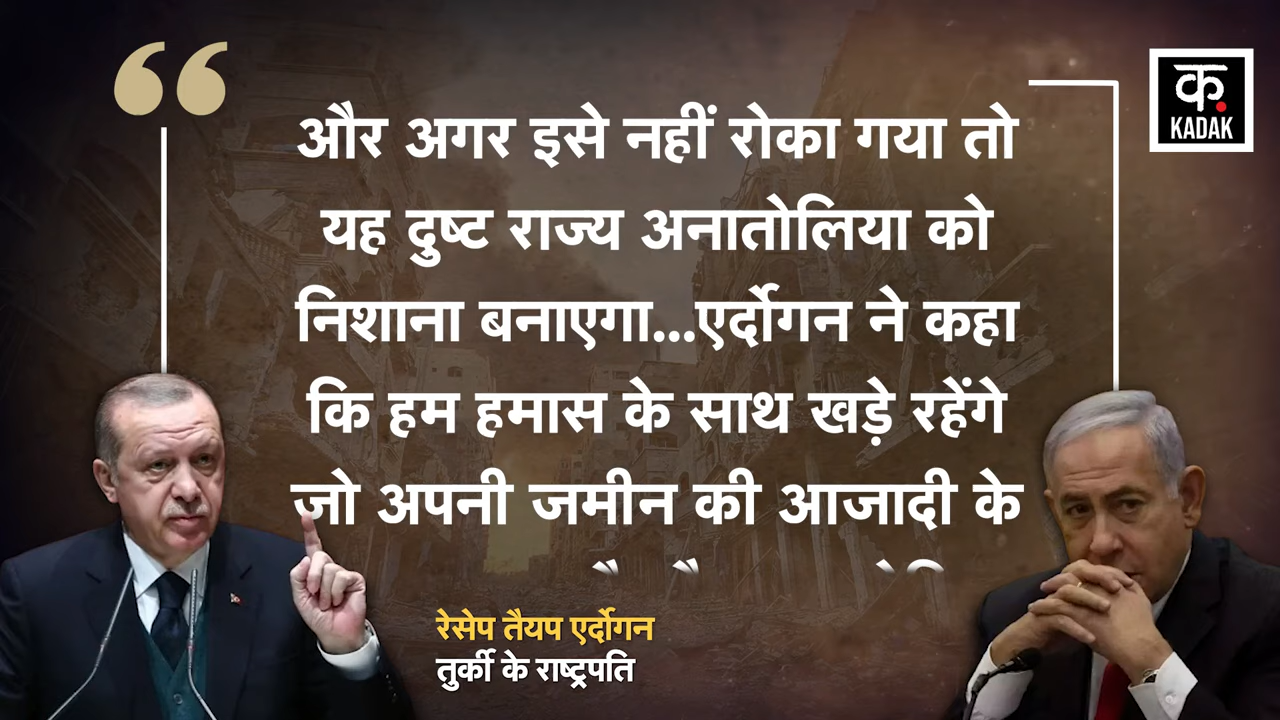 क.
KADAK
और अगर इसे नहीं रोका गया तो
यह दुष्ट राज्य अनातोलिया को
निशाना बनाएगा...एर्दोगन ने कहा
कि हम हमास के साथ खड़े रहेंगे
जो अपनी जमीन की आजादी के
रेसेप तैयप एर्दोगन
तुर्की के राष्ट्रपति